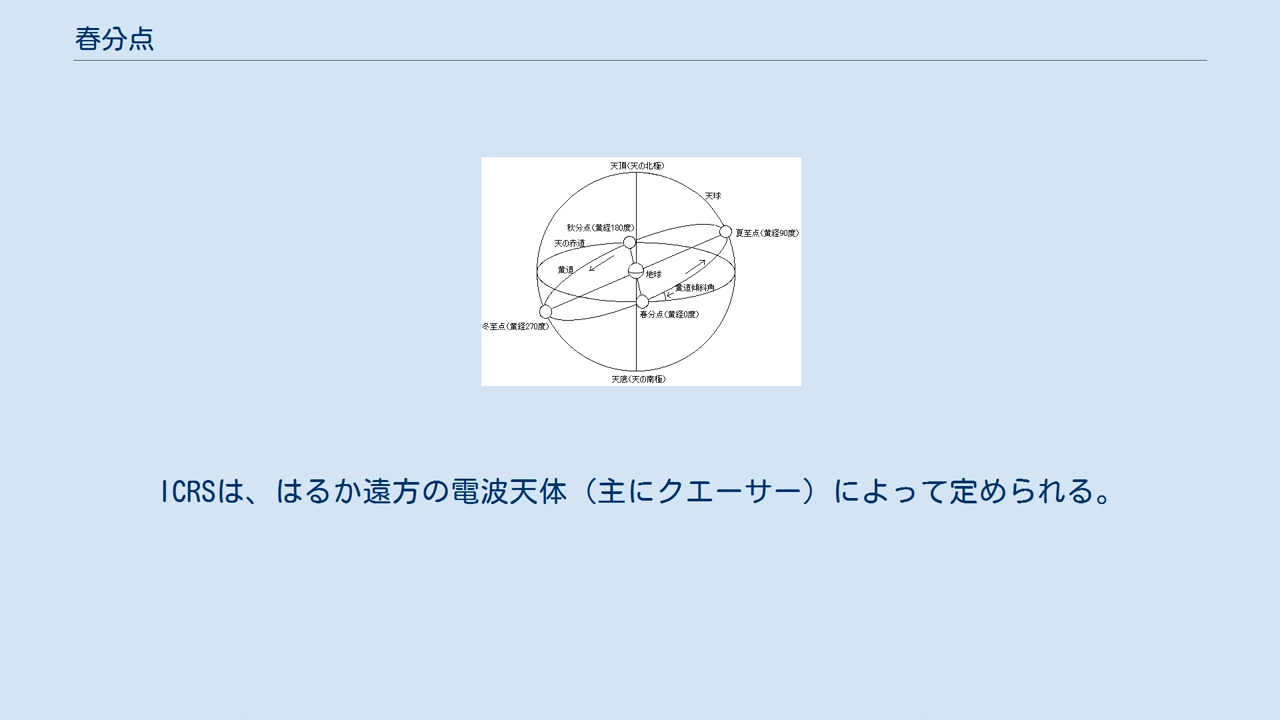 春分点
天頂(天の北極)
天球
秋分点(黄経180度)
夏至点(黄経90度)
天の赤道
黄道
地球
黄道傾斜角
春分点(黄経0度)
冬至点(黄経270度)
天底(天の南極)
ICRSは、はるか遠方の電波天体（主にクエーサー）によって定められる。